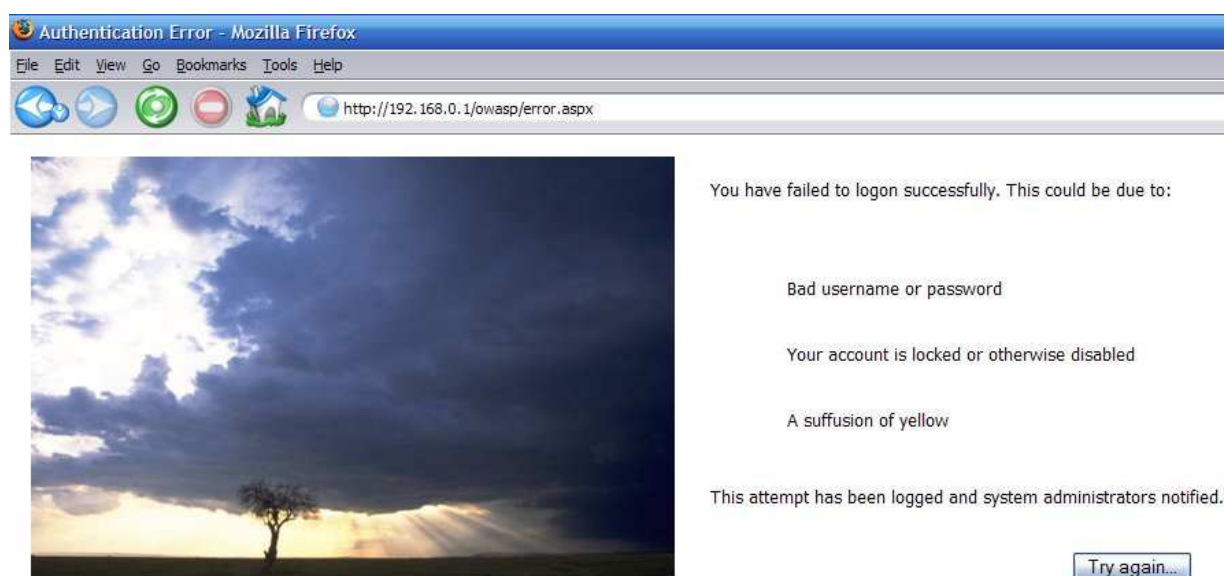 Authentication Error - Mozilla Firefox
File Edit View Go Bookmarks Tools Help
http://192.168.0.1/owasp/error.aspx
You have failed to logon successfully. This could be due to:
Bad username or password
Your account is locked or otherwise disabled
A suffusion of yellow
This attempt has been logged and system administrators notified.
Try again...